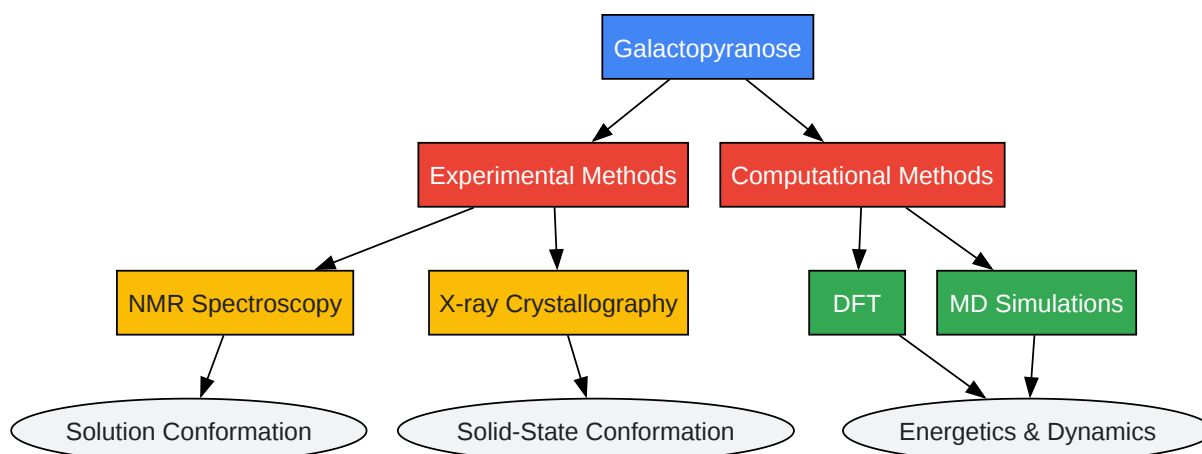 Galactopyranose
Experimental Methods
Computational Methods
NMR Spectroscopy
X-ray Crystallography
DFT
MD Simulations
Solution Conformation
Solid-State Conformation
Energetics & Dynamics